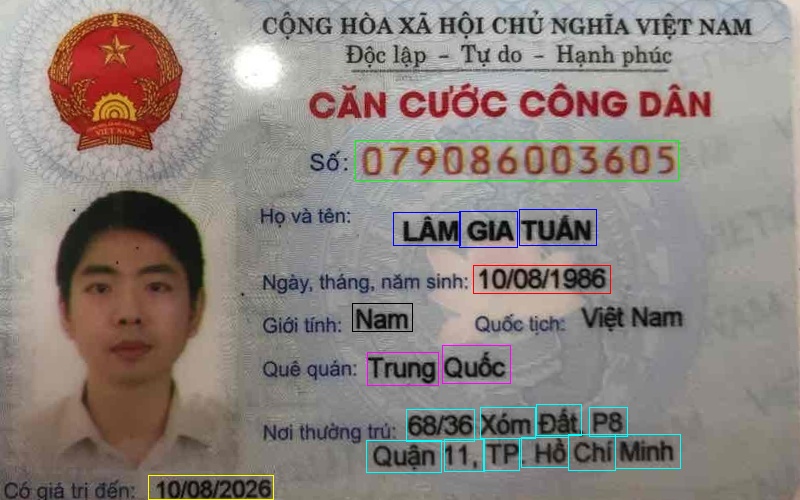 CỘNG HÒA XÃ HỘI CHỦ NGHĨA VIỆT NAM
Độc lập - Tự do - Hạnh phúc
CĂN CƯỚC CÔNG DÂN
VIỆT NAM
Số: 079086003605
Họ và tên:
LÂM GIA TUẤN
Ngày, tháng, năm sinh: 10/08/1986
Giới tính: Nam Quốc tịch: Việt Nam
Quê quán: Trung Quốc
Nơi thường trú: 68/36 Xóm Đất, P8
Quận 11, TP. Hồ Chí Minh
Có giá trị đến: 10/08/2026